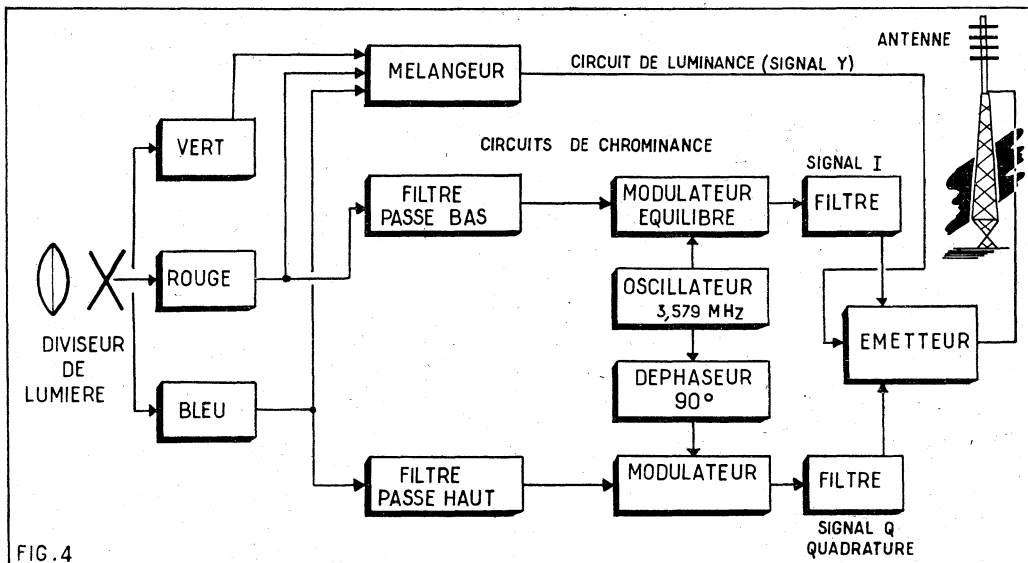 ANTENNE
MELANGEUR
CIRCUIT DE LUMINANCE (SIGNAL Y)
VERT
CIRCUITS DE CHROMINANCE
SIGNAL I
FILTRE
PASSE BAS
MODULATEUR
EQUILIBRE
FILTRE
ROUGE
OSCILLATEUR
3,579 MHZ
DIVISEUR
DE
LUMIERE
EMETTEUR
DEPHASEUR
90°
BLEU
FILTRE
PASSE HAUT
MODULATEUR
FILTRE
SIGNAL Q
QUADRATURE
FIG.4